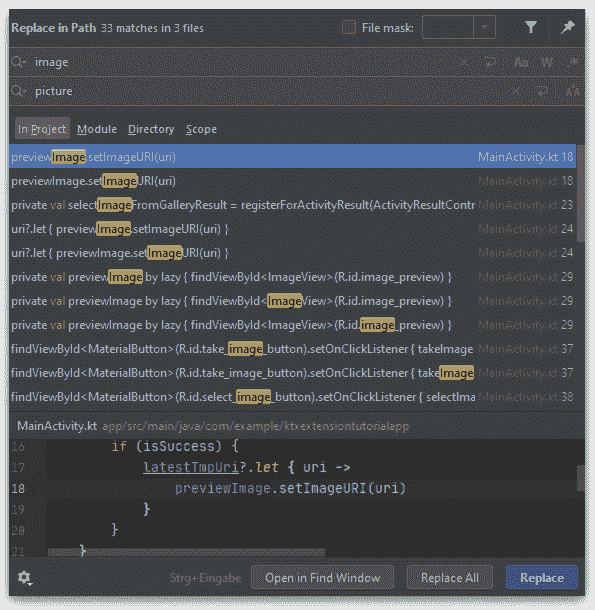 Replace in Path 33 matches in 3 files File mask:
image Aa W .*
picture
In Project Module Directory Scope
previewImage.setImageURI(uri) MainActivity.kt 18
previewImage.setImageURI(uri) MainActivity.kt 18
private val selectImageFromGalleryResult = registerForActivityResult(ActivityResultContr MainActivity.kt 23
uri?.let { previewImage.setImageURI(uri) } MainActivity.kt 24
uri?.let { previewImage.setImageURI(uri) } MainActivity.kt 24
private val previewImage by lazy { findViewById<ImageView>(R.id.image_preview) } MainActivity.kt 29
private val previewImage by lazy { findViewById<ImageView>(R.id.image_preview) } MainActivity.kt 29
private val previewImage by lazy { findViewById<ImageView>(R.id.image_preview) } MainActivity.kt 29
findViewById<MaterialButton>(R.id.take_image_button).setOnClickListener { takeImage MainActivity.kt 37
findViewById<MaterialButton>(R.id.take_image_button).setOnClickListener { takeImage MainActivity.kt 37
findViewById<MaterialButton>(R.id.select_image_button).setOnClickListener { selectIma MainActivity.kt 38
MainActivity.kt app/src/main/java/com/example/ktxextensiontutorialapp
16 if (isSuccess) {
17 latestTmpUri?.let { uri ->
18 previewImage.setImageURI(uri)
19 }
20 }
21 }
Strg+ Eingabe Open in Find Window Replace All Replace